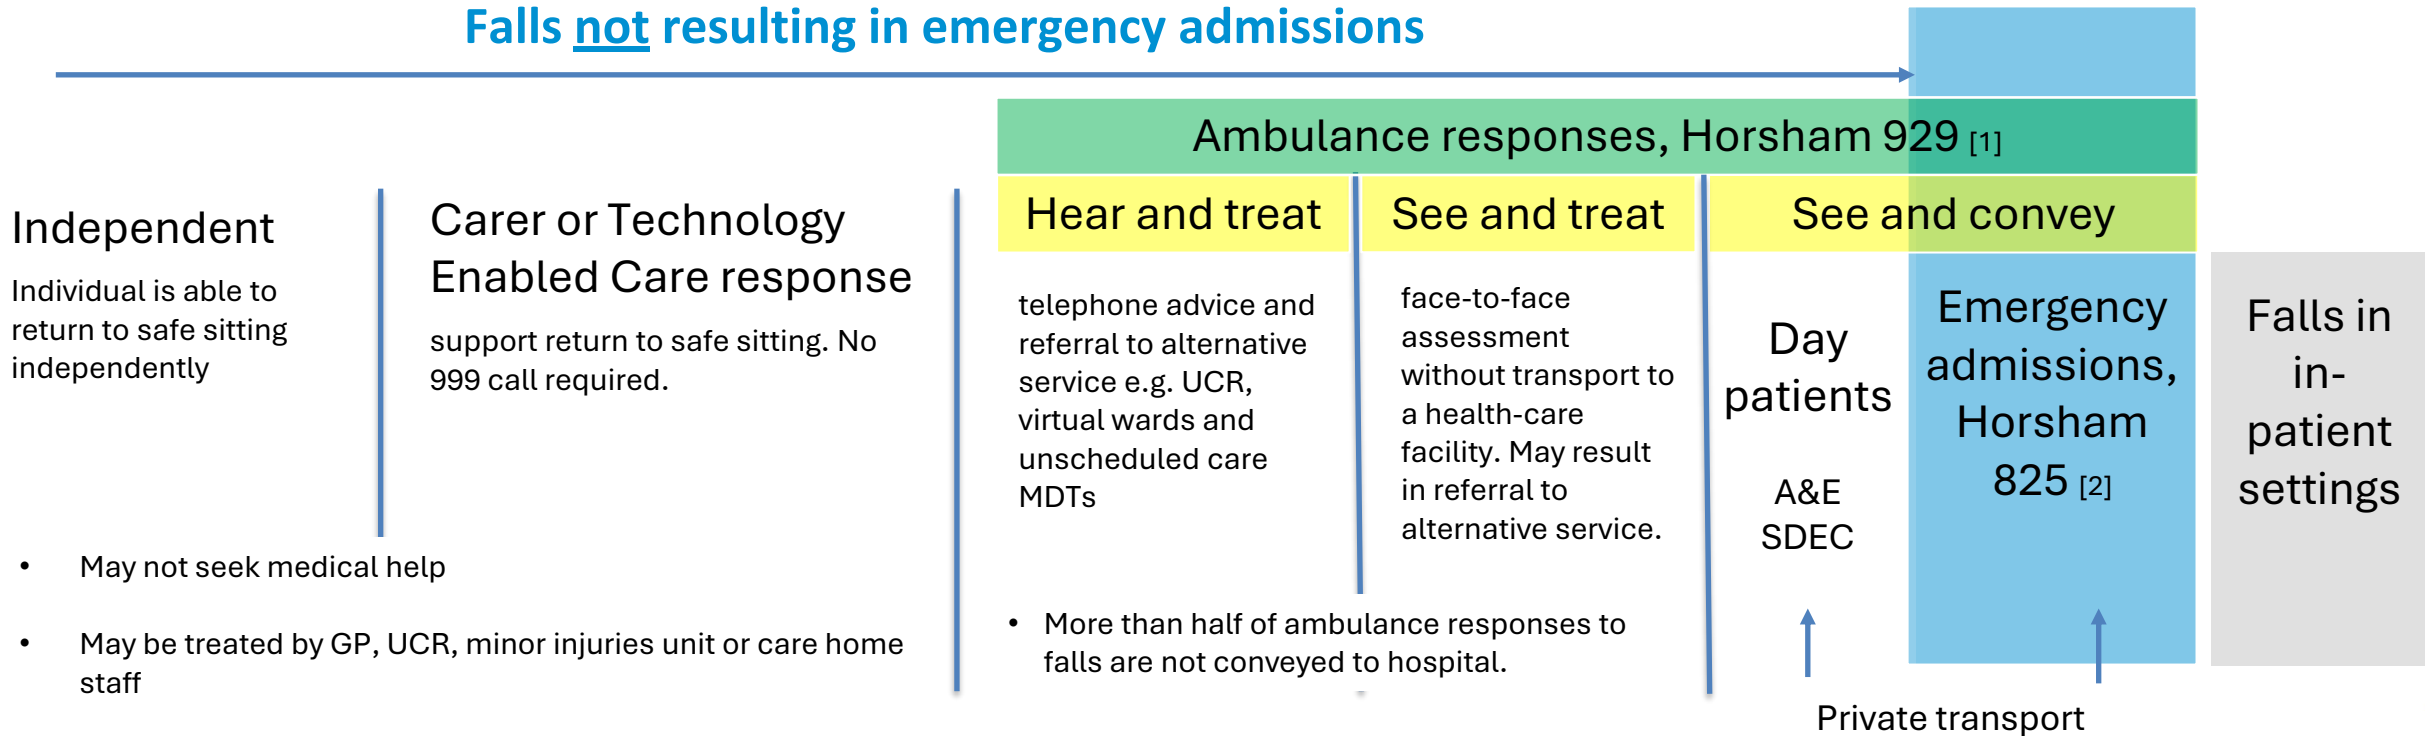 Falls not resulting in emergency admissions
Ambulance responses, Horsham 929 [1]
Independent
Individual is able to
return to safe sitting
independently
Carer or Technology
Enabled Care response
support return to safe sitting. No
999 call required.
• May not seek medical help
• May be treated by GP, UCR, minor injuries unit or care home
staff
Hear and treat
telephone advice and
referral to alternative
service e.g. UCR,
virtual wards and
unscheduled care
MDTs
See and treat
face-to-face
assessment
without transport to
a health-care
facility. May result
in referral to
alternative service.
• More than half of ambulance responses to
falls are not conveyed to hospital.
See and convey
Day
patients
A&E
SDEC
Emergency
admissions,
Horsham
825 [2]
Private transport
Falls in
in-
patient
settings